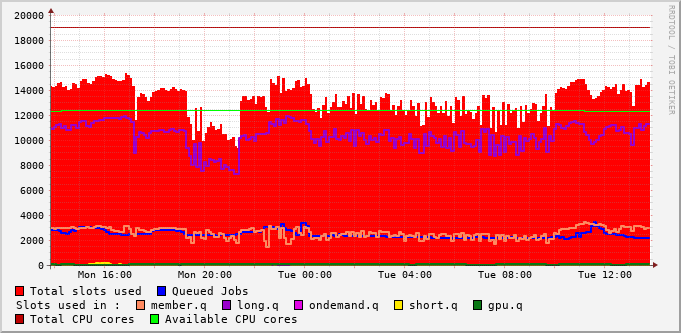 20000
18000
16000
14000
12000
10000
8000
6000
4000
2000
0
Mon 16:00 Mon 20:00 Tue 00:00 Tue 04:00 Tue 08:00 Tue 12:00
RRDTOOL / TOBI OETIKER
Total slots used Queued Jobs
Slots used in : member.q long.q ondemand.q short.q gpu.q
Total CPU cores Available CPU cores